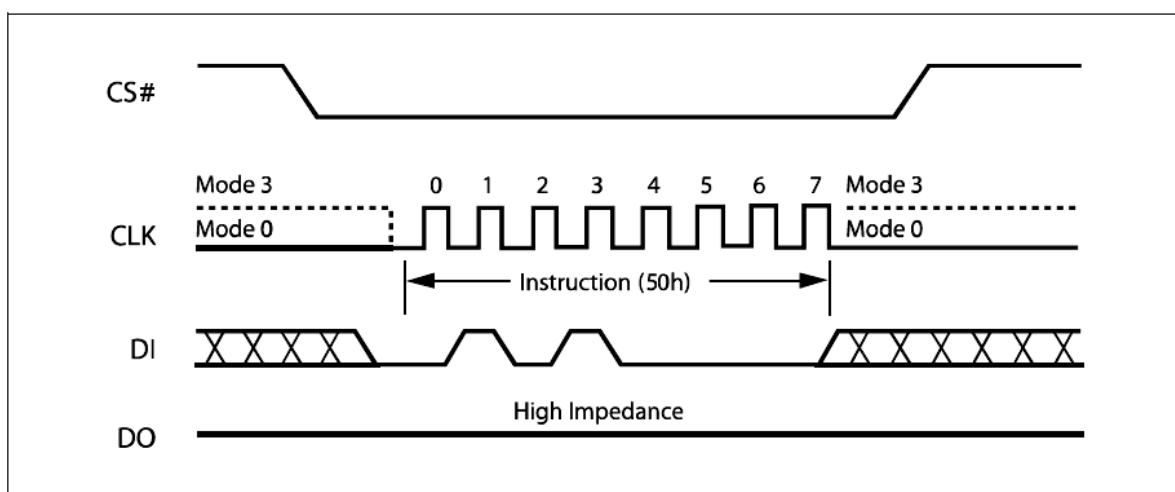 CS#
Mode 3 0 1 2 3 4 5 6 7 Mode 3
CLK Mode 0 Mode 0
Instruction (50h)
DI
High Impedance
DO